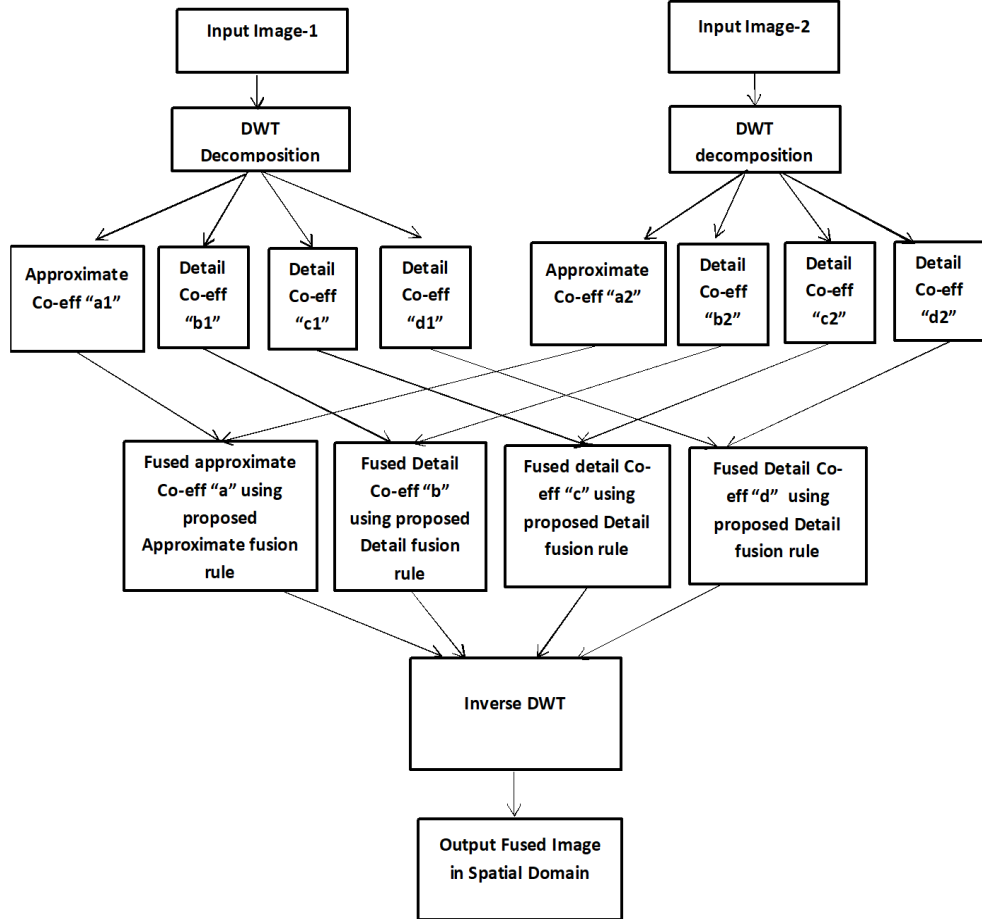 Input Image-1
Input Image-2
DWT
Decomposition
DWT
decomposition
Approximate
Co-eff “a1”
Detail
Co-eff
“b1”
Detail
Co-eff
“c1”
Detail
Co-eff
“d1”
Approximate
Co-eff “a2”
Detail
Co-eff
“b2”
Detail
Co-eff
“c2”
Detail
Co-eff
“d2”
Fused approximate
Co-eff “a” using
proposed
Approximate fusion
rule
Fused Detail
Co-eff “b”
using proposed
Detail fusion
rule
Fused detail Co-
eff “c” using
proposed Detail
fusion rule
Fused Detail Co-
eff “d” using
proposed Detail
fusion rule
Inverse DWT
Output Fused Image
in Spatial Domain